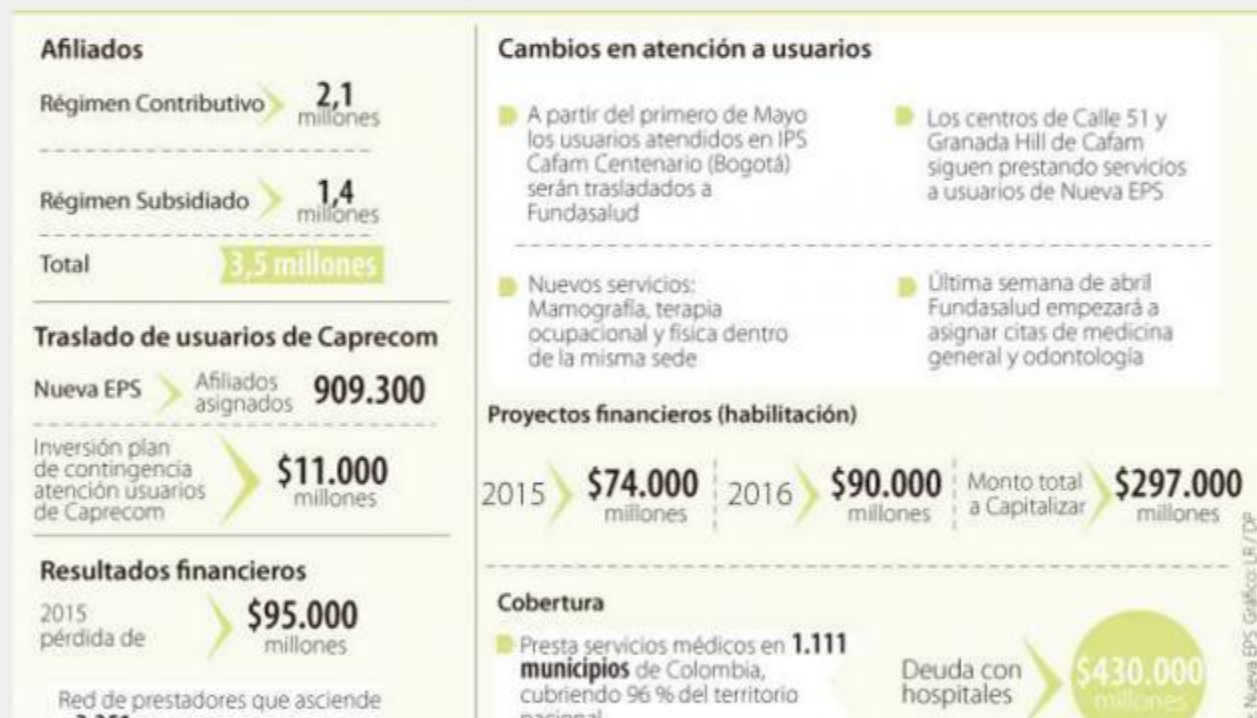 Afiliados
Régimen Contributivo 2,1
millones
Régimen Subsidiado 1,4
millones
Total 3,5 millones
Traslado de usuarios de Caprecom
Nueva EPS Afiliados
asignados 909.300
Inversión plan
de contingencia
atención usuarios
de Caprecom
$11.000
millones
Resultados financieros
2015
pérdida de
$95.000
millones
Red de prestadores que asciende
Cambios en atención a usuarios
A partir del primero de Mayo
los usuarios atendidos en IPS
Cafam Centenario (Bogotá)
serán trasladados a
Fundasalud
Los centros de Calle 51 y
Granada Hill de Cafam
siguen prestando servicios
a usuarios de Nueva EPS
Nuevos servicios:
Mamografía, terapia
ocupacional y física dentro
de la misma sede
Última semana de abril
Fundasalud empezará a
asignar citas de medicina
general y odontología
Proyectos financieros (habilitación)
2015 $74.000
millones
2016 $90.000
millones
Monto total
a Capitalizar
$297.000
millones
Cobertura
Presta servicios médicos en 1.111
municipios de Colombia,
cubriendo 96 % del territorio
nacional
Deuda con
hospitales
$430.000
millones
Nueva EPS Gráfico: LR / DP